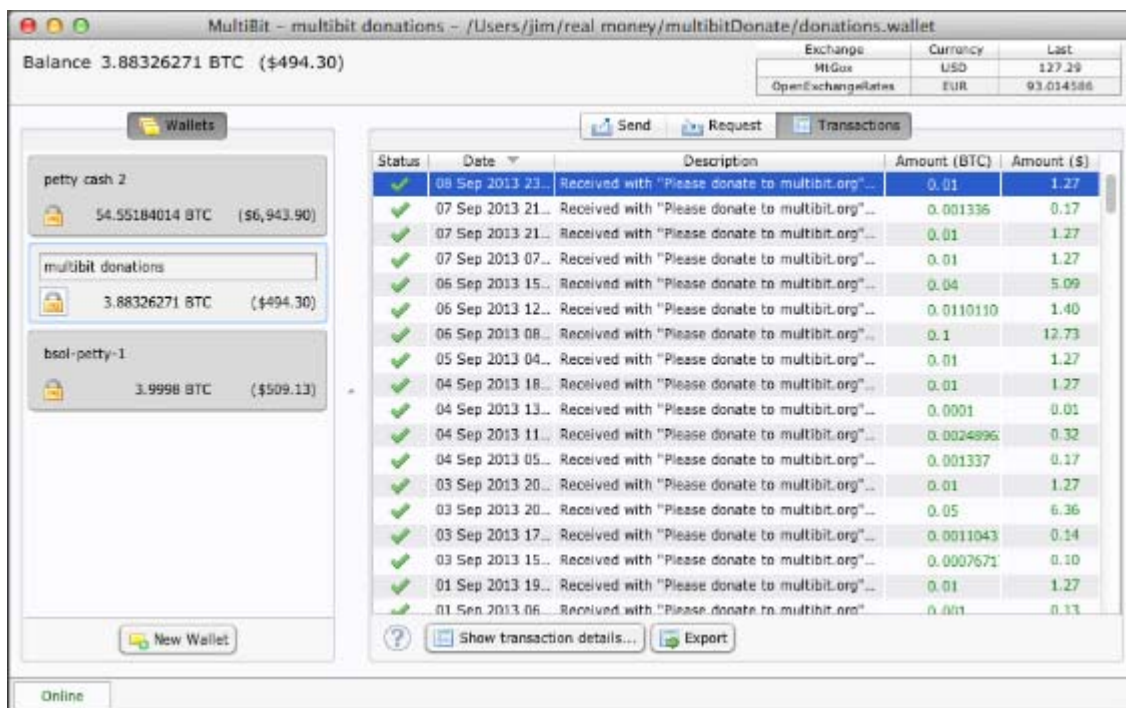 MultiBit – multibit donations – /Users/jim/real money/multibitDonate/donations.wallet
Balance 3.88326271 BTC ($494.30)
Exchange Currency Last
MtGox USD 127.29
OpenExchangeRates EUR 93.014586
Wallets
Send Request Transactions
petty cash 2
54.55184014 BTC ($6,943.90)
multibit donations
3.88326271 BTC ($494.30)
bsol-petty-1
3.9998 BTC ($509.13)
New Wallet
Status Date Description Amount (BTC) Amount ($)
08 Sep 2013 23... Received with "Please donate to multibit.org"... 0.01 1.27
07 Sep 2013 21... Received with "Please donate to multibit.org"... 0.001336 0.17
07 Sep 2013 21... Received with "Please donate to multibit.org"... 0.01 1.27
07 Sep 2013 07... Received with "Please donate to multibit.org"... 0.01 1.27
06 Sep 2013 15... Received with "Please donate to multibit.org"... 0.04 5.09
06 Sep 2013 12... Received with "Please donate to multibit.org"... 0.0110110 1.40
06 Sep 2013 08... Received with "Please donate to multibit.org"... 0.1 12.73
05 Sep 2013 04... Received with "Please donate to multibit.org"... 0.01 1.27
04 Sep 2013 18... Received with "Please donate to multibit.org"... 0.01 1.27
04 Sep 2013 13... Received with "Please donate to multibit.org"... 0.0001 0.01
04 Sep 2013 11... Received with "Please donate to multibit.org"... 0.0024896 0.32
04 Sep 2013 05... Received with "Please donate to multibit.org"... 0.001337 0.17
03 Sep 2013 20... Received with "Please donate to multibit.org"... 0.01 1.27
03 Sep 2013 20... Received with "Please donate to multibit.org"... 0.05 6.36
03 Sep 2013 17... Received with "Please donate to multibit.org"... 0.0011043 0.14
03 Sep 2013 15... Received with "Please donate to multibit.org"... 0.0007671 0.10
01 Sep 2013 19... Received with "Please donate to multibit.org"... 0.01 1.27
01 Sep 2013 06... Received with "Please donate to multibit.org"... 0.001 0.13
? Show transaction details... Export
Online